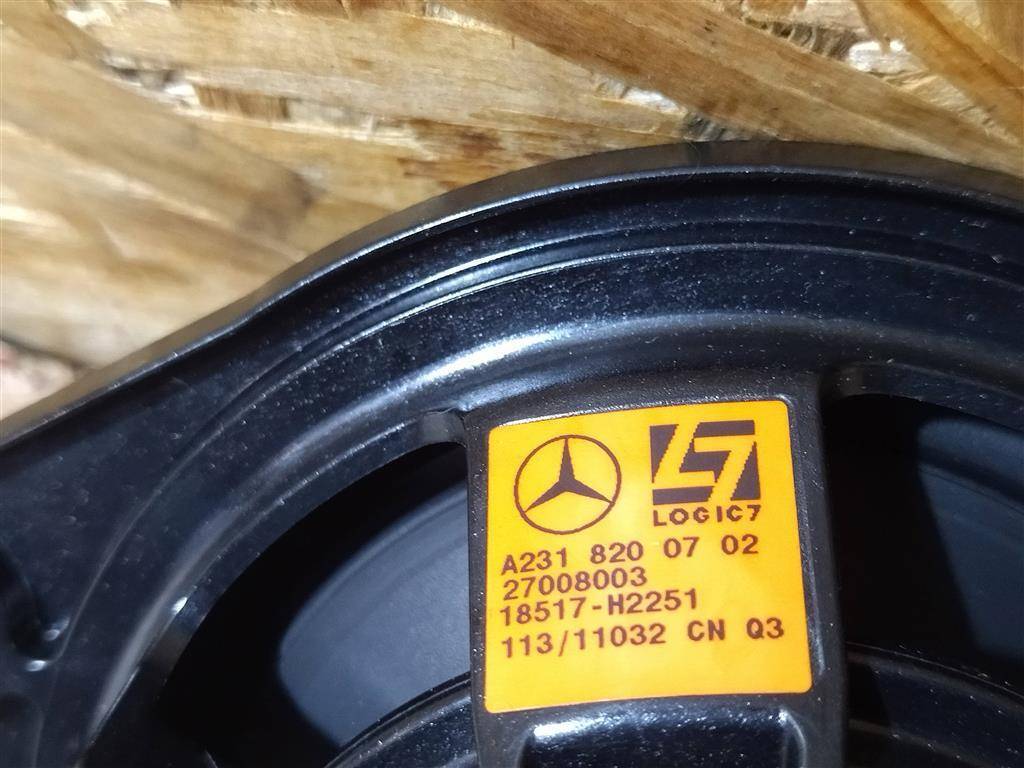 LOGIC7
A231 820 07 02
27008003
18517-H2251
113/11032 CN Q3